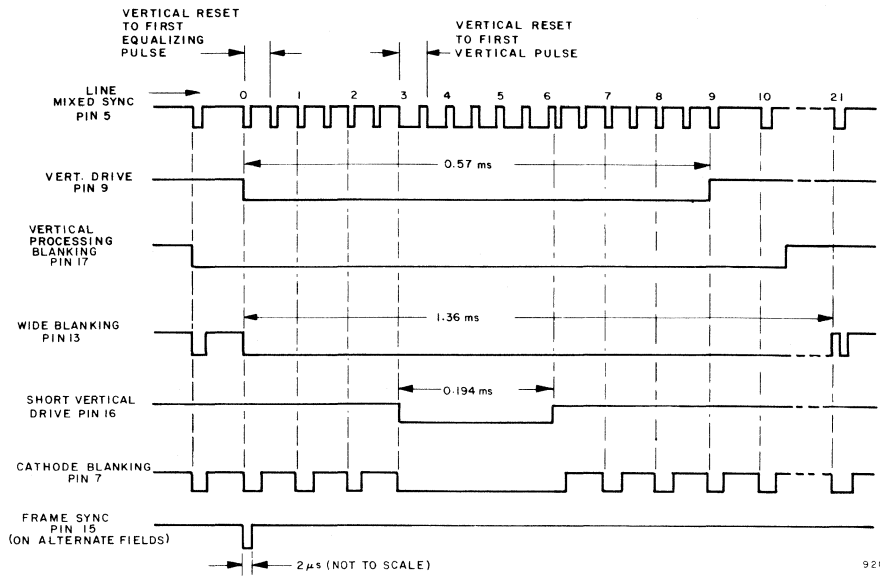 VERTICAL RESET
TO FIRST
EQUALIZING
PULSE
VERTICAL RESET
TO FIRST
VERTICAL PULSE
LINE
0 1 2 3 4 5 6 7 8 9 10 21
MIXED SYNC
PIN 5
0.57 ms
VERT. DRIVE
PIN 9
VERTICAL
PROCESSING
BLANKING
PIN 17
1.36 ms
WIDE BLANKING
PIN 13
0.194 ms
SHORT VERTICAL
DRIVE PIN 16
CATHODE BLANKING
PIN 7
FRAME SYNC
PIN 15
(ON ALTERNATE FIELDS)
2μs (NOT TO SCALE)